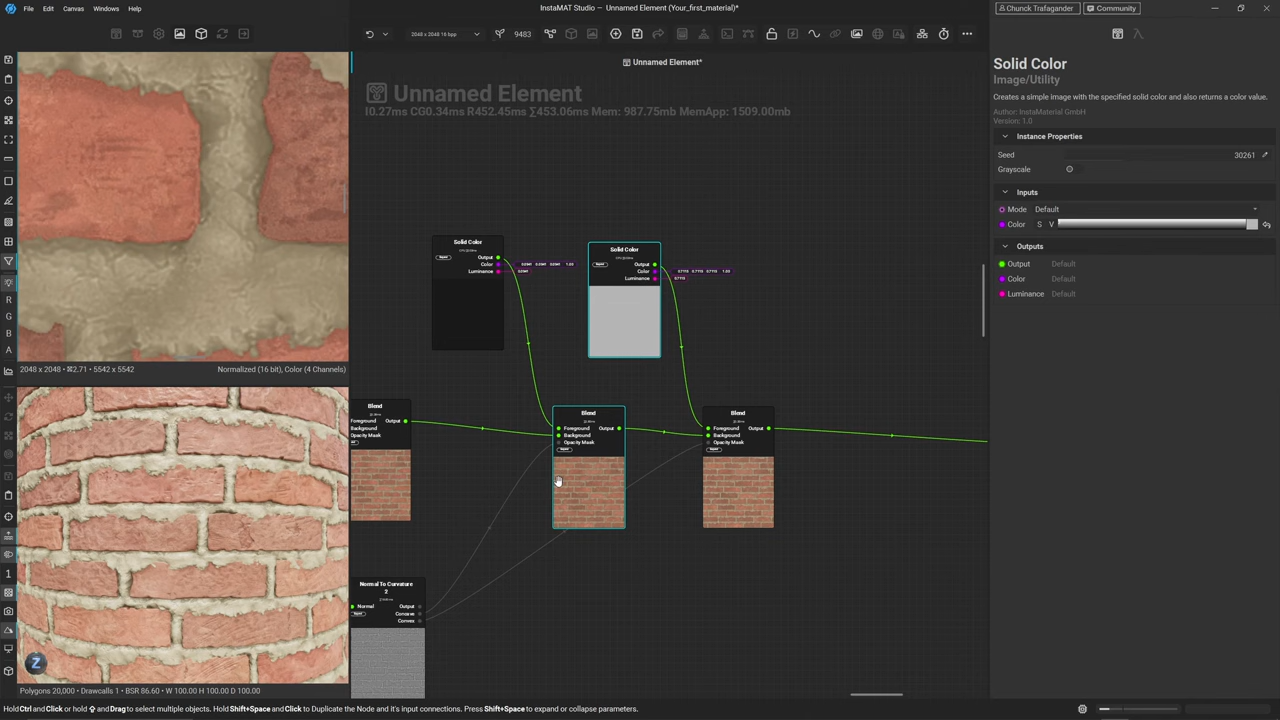 File Edit Canvas Windows Help
InstaMAT Studio – Unnamed Element (Your_first_material)*
Chunck Trafagander Community
2048 x 2048 16 bpp 9483
Unnamed Element*
Unnamed Element
I0.27ms CG0.34ms R452.45ms ∑453.06ms Mem: 987.75mb MemApp: 1509.00mb
Solid Color
Output
Color
Luminance
Solid Color
Output
Color
Luminance
Blend
Foreground Output
Background
Opacity Mask
Blend
Foreground Output
Background
Opacity Mask
Blend
Foreground Output
Background
Opacity Mask
Normal To Curvature
2
Normal Output
Concave
Convex
R
G
B
A
1
2048 x 2048 • ⌘2.71 • 5542 x 5542 Normalized (16 bit), Color (4 Channels)
Z
Polygons 20,000 • Drawcalls 1 • BSR 86.60 • W 100.00 H 100.00 D 100.00
Solid Color
Image/Utility
Creates a simple image with the specified solid color and also returns a color value.
Author: InstaMaterial GmbH
Version: 1.0
Instance Properties
Seed 30261
Grayscale
Inputs
Mode Default
Color S V
Outputs
Output Default
Color Default
Luminance Default
Hold Ctrl and Click or hold ⇧ and Drag to select multiple objects. Hold Shift+Space and Click to Duplicate the Node and it's input connections. Press Shift+Space to expand or collapse parameters.